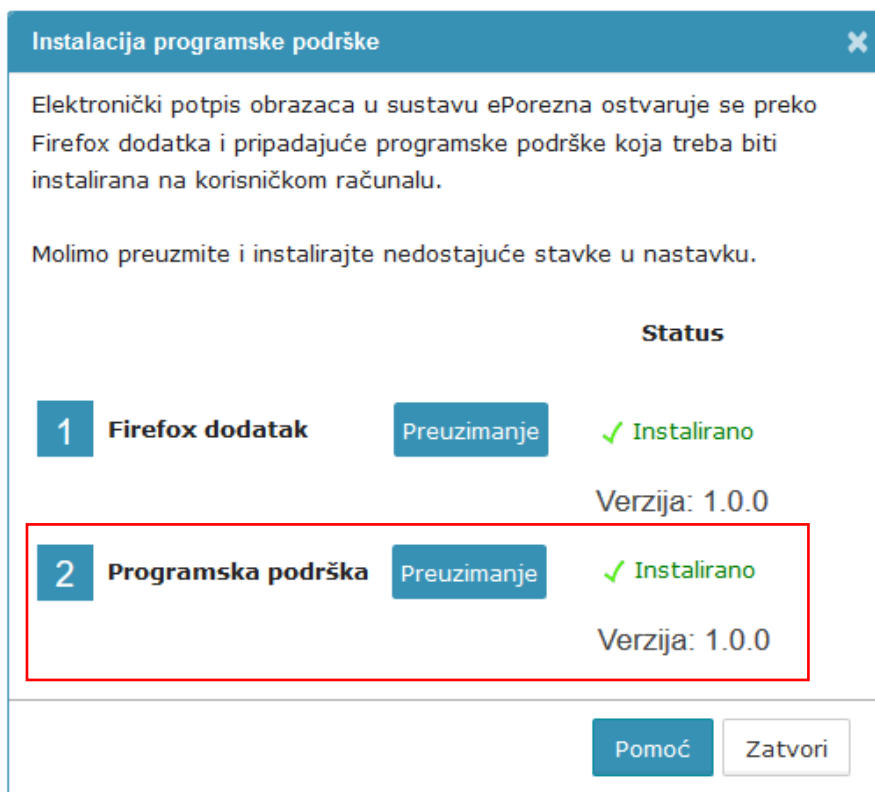 Instalacija programske podrške
Elektronički potpis obrazaca u sustavu ePorezna ostvaruje se preko
Firefox dodatka i pripadajuće programske podrške koja treba biti
instalirana na korisničkom računalu.
Molimo preuzmite i instalirajte nedostajuće stavke u nastavku.
Status
1 Firefox dodatak Preuzimanje Instalirano
Verzija: 1.0.0
2 Programska podrška Preuzimanje Instalirano
Verzija: 1.0.0
Pomoć Zatvori